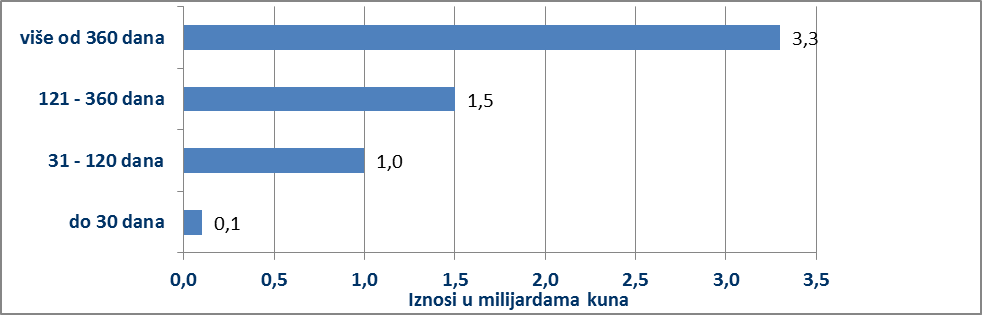 više od 360 dana 3,3
121 - 360 dana 1,5
31 - 120 dana 1,0
do 30 dana 0,1
0,0 0,5 1,0 1,5 2,0 2,5 3,0 3,5
Iznosi u milijardama kuna